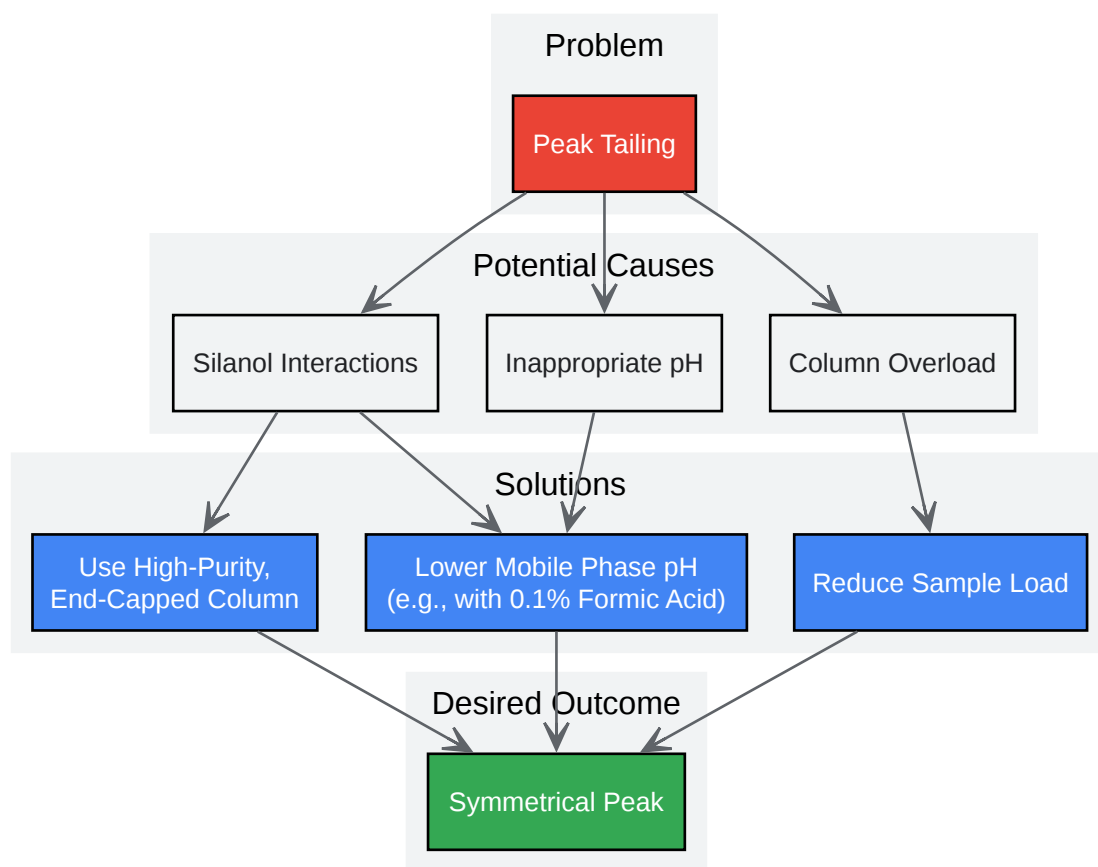 Problem
Peak Tailing
Potential Causes
Silanol Interactions
Inappropriate pH
Column Overload
Solutions
Use High-Purity,
End-Capped Column
Lower Mobile Phase pH
(e.g., with 0.1% Formic Acid)
Reduce Sample Load
Desired Outcome
Symmetrical Peak